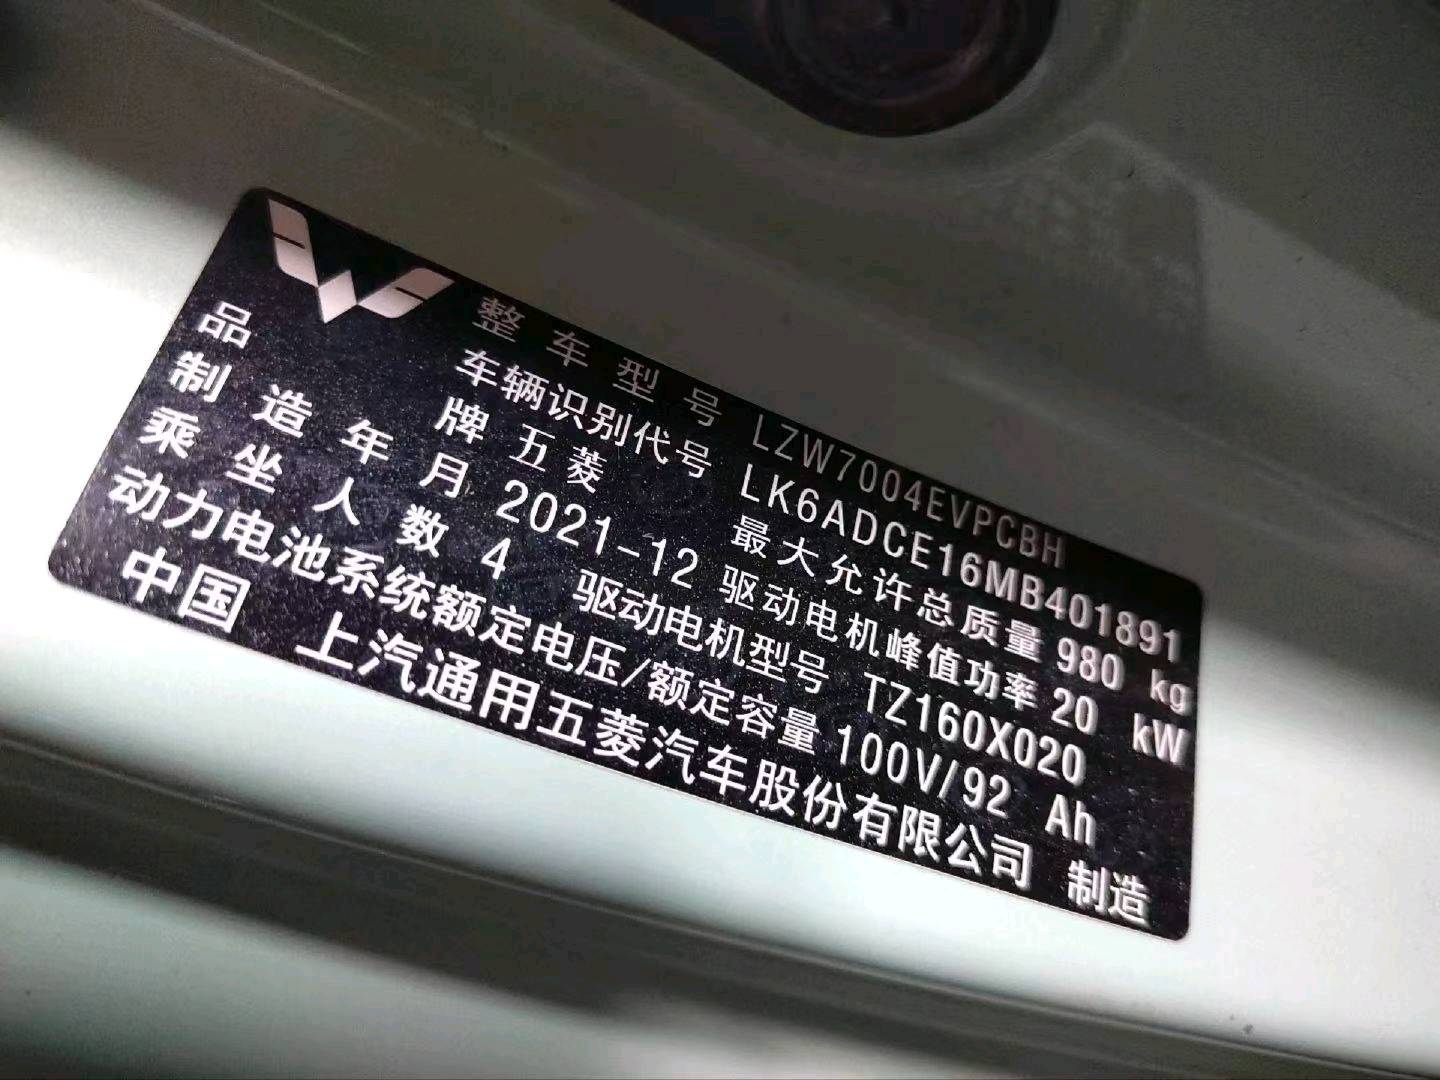 整车型号 LZW7004EVPCBH
车辆识别代号 LK6ADCE16MB401891
品牌 五菱 最大允许总质量 980 kg
制造年月 2021-12 驱动电机峰值功率 20 kW
乘坐人数 4 驱动电机型号 TZ160X020
动力电池系统额定电压/额定容量 100V/92 Ah
中国 上汽通用五菱汽车股份有限公司 制造